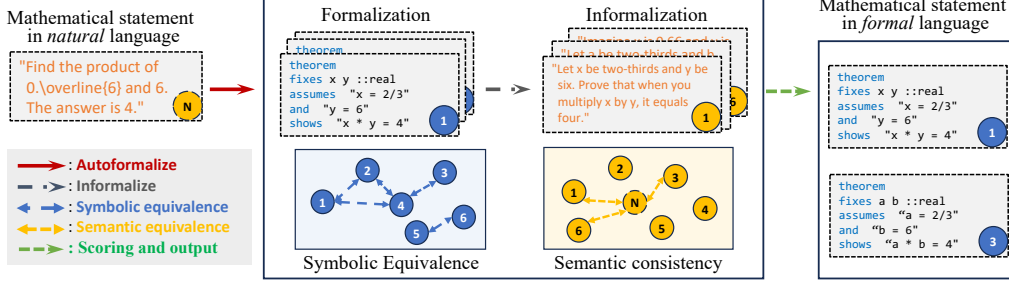 Mathematical statement
in natural language
"Find the product of
0.\overline{6} and 6.
The answer is 4."
N
: Autoformalize
: Informalize
: Symbolic equivalence
: Semantic equivalence
: Scoring and output
Formalization
theorem
theorem
fixes x y ::real
assumes "x = 2/3"
and "y = 6"
shows "x * y = 4"
1
1
2
3
4
5
6
Symbolic Equivalence
Informalization
"Let a be two-thirds and b
"Let x be two-thirds and y be
six. Prove that when you
multiply x by y, it equals
four."
1
6
1
2
3
N
4
5
6
Semantic consistency
Mathematical statement
in formal language
theorem
fixes x y ::real
assumes "x = 2/3"
and "y = 6"
shows "x * y = 4"
1
theorem
fixes a b ::real
assumes “a = 2/3"
and “b = 6"
shows “a * b = 4"
3